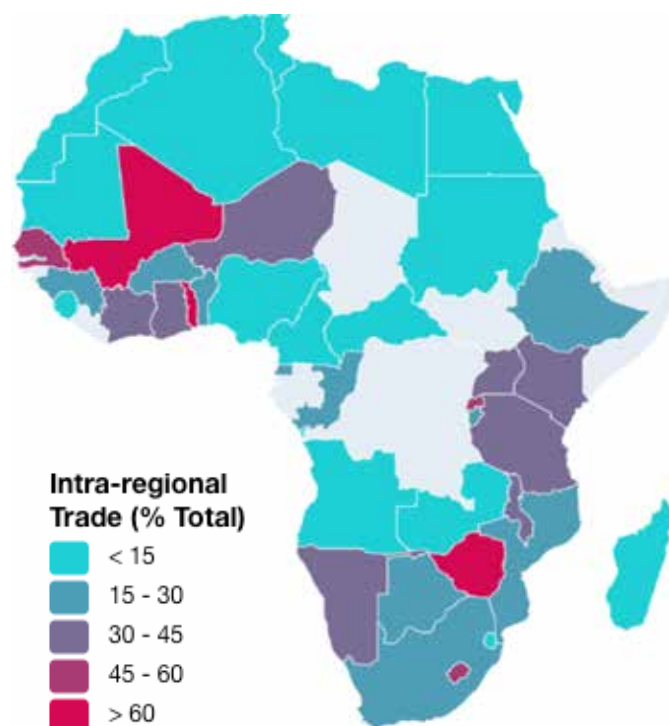 Intra-regional
Trade (% Total)
< 15
15 - 30
30 - 45
45 - 60
> 60